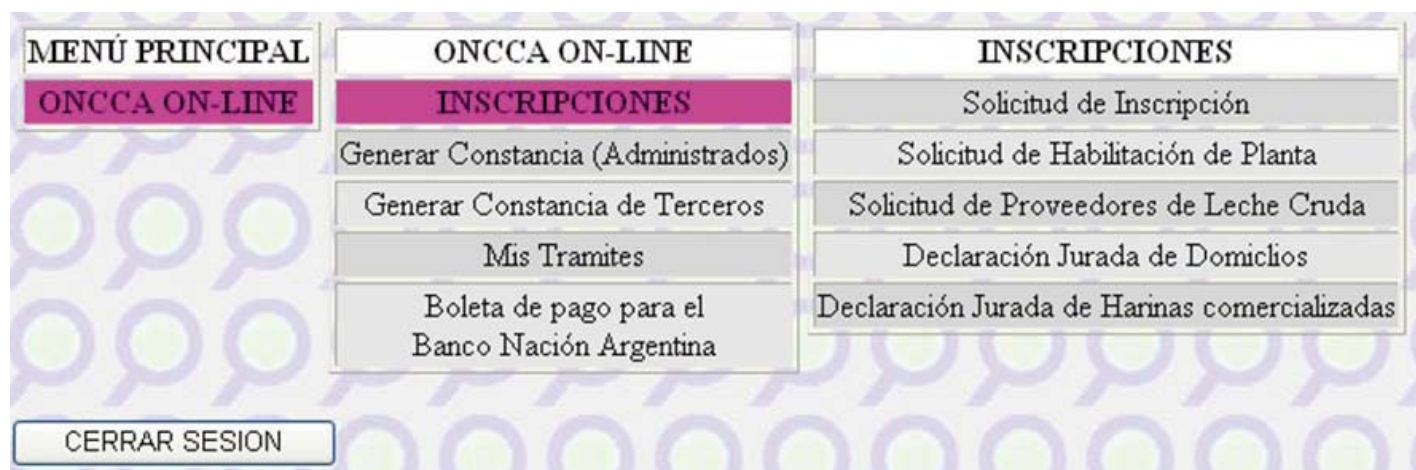 MENÚ PRINCIPAL
ONCCA ON-LINE
ONCCA ON-LINE
INSCRIPCIONES
Generar Constancia (Administrados)
Generar Constancia de Terceros
Mis Tramites
Boleta de pago para el
Banco Nación Argentina
INSCRIPCIONES
Solicitud de Inscripción
Solicitud de Habilitación de Planta
Solicitud de Proveedores de Leche Cruda
Declaración Jurada de Domiclios
Declaración Jurada de Harinas comercializadas
CERRAR SESION